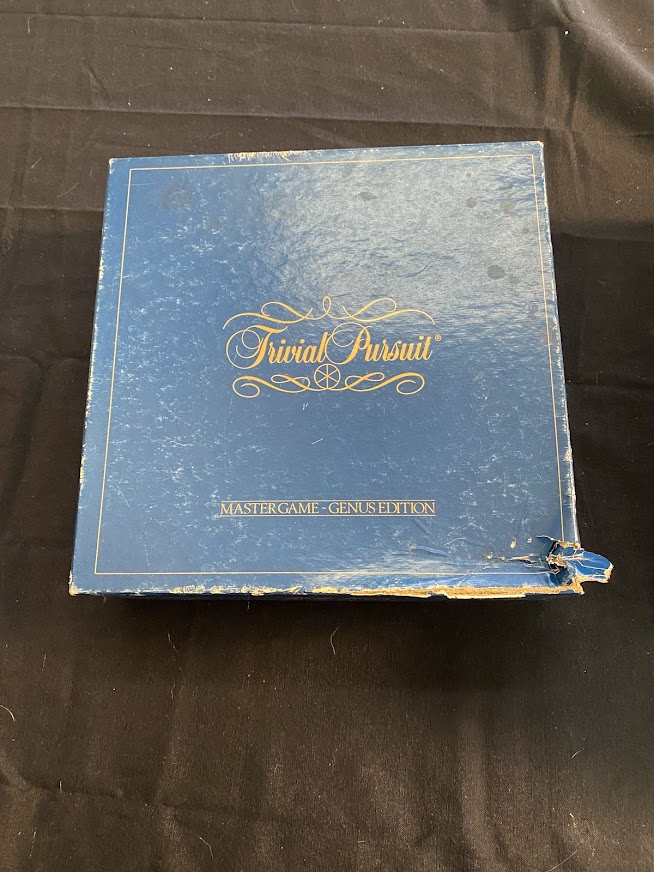 Trivial Pursuit®
MASTER GAME - GENUS EDITION